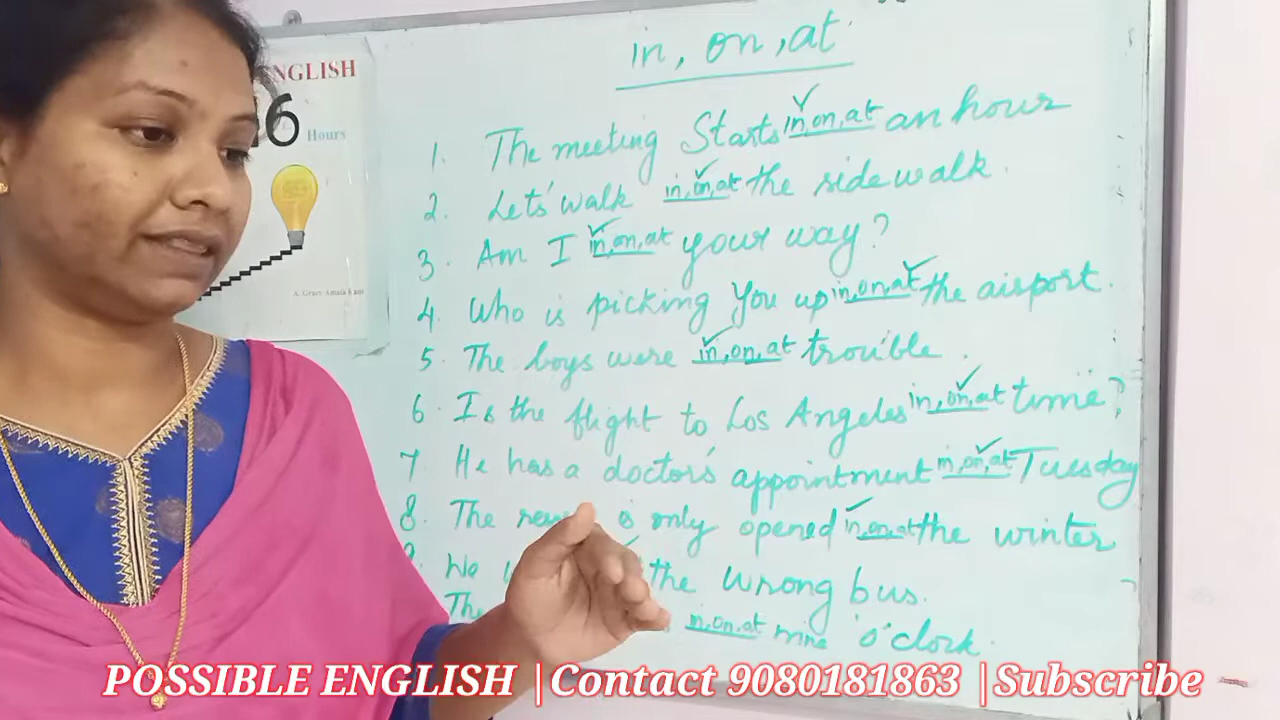 ENGLISH
16
Hours
in, on, at
1. The meeting Starts in, on, at an hour
2. Let's walk in, on, at the sidewalk.
3. Am I in, on, at your way?
4. Who is picking you up in, on, at the airport.
5. The boys were in, on, at trouble.
6. Is the flight to Los Angeles in, on, at time?
7. He has a doctor's appointment in, on, at Tuesday
8. The is only opened in, on, at the winter
We the wrong bus.
The in, on, at nine 'o'clock.
POSSIBLE ENGLISH | Contact 9080181863 | Subscribe